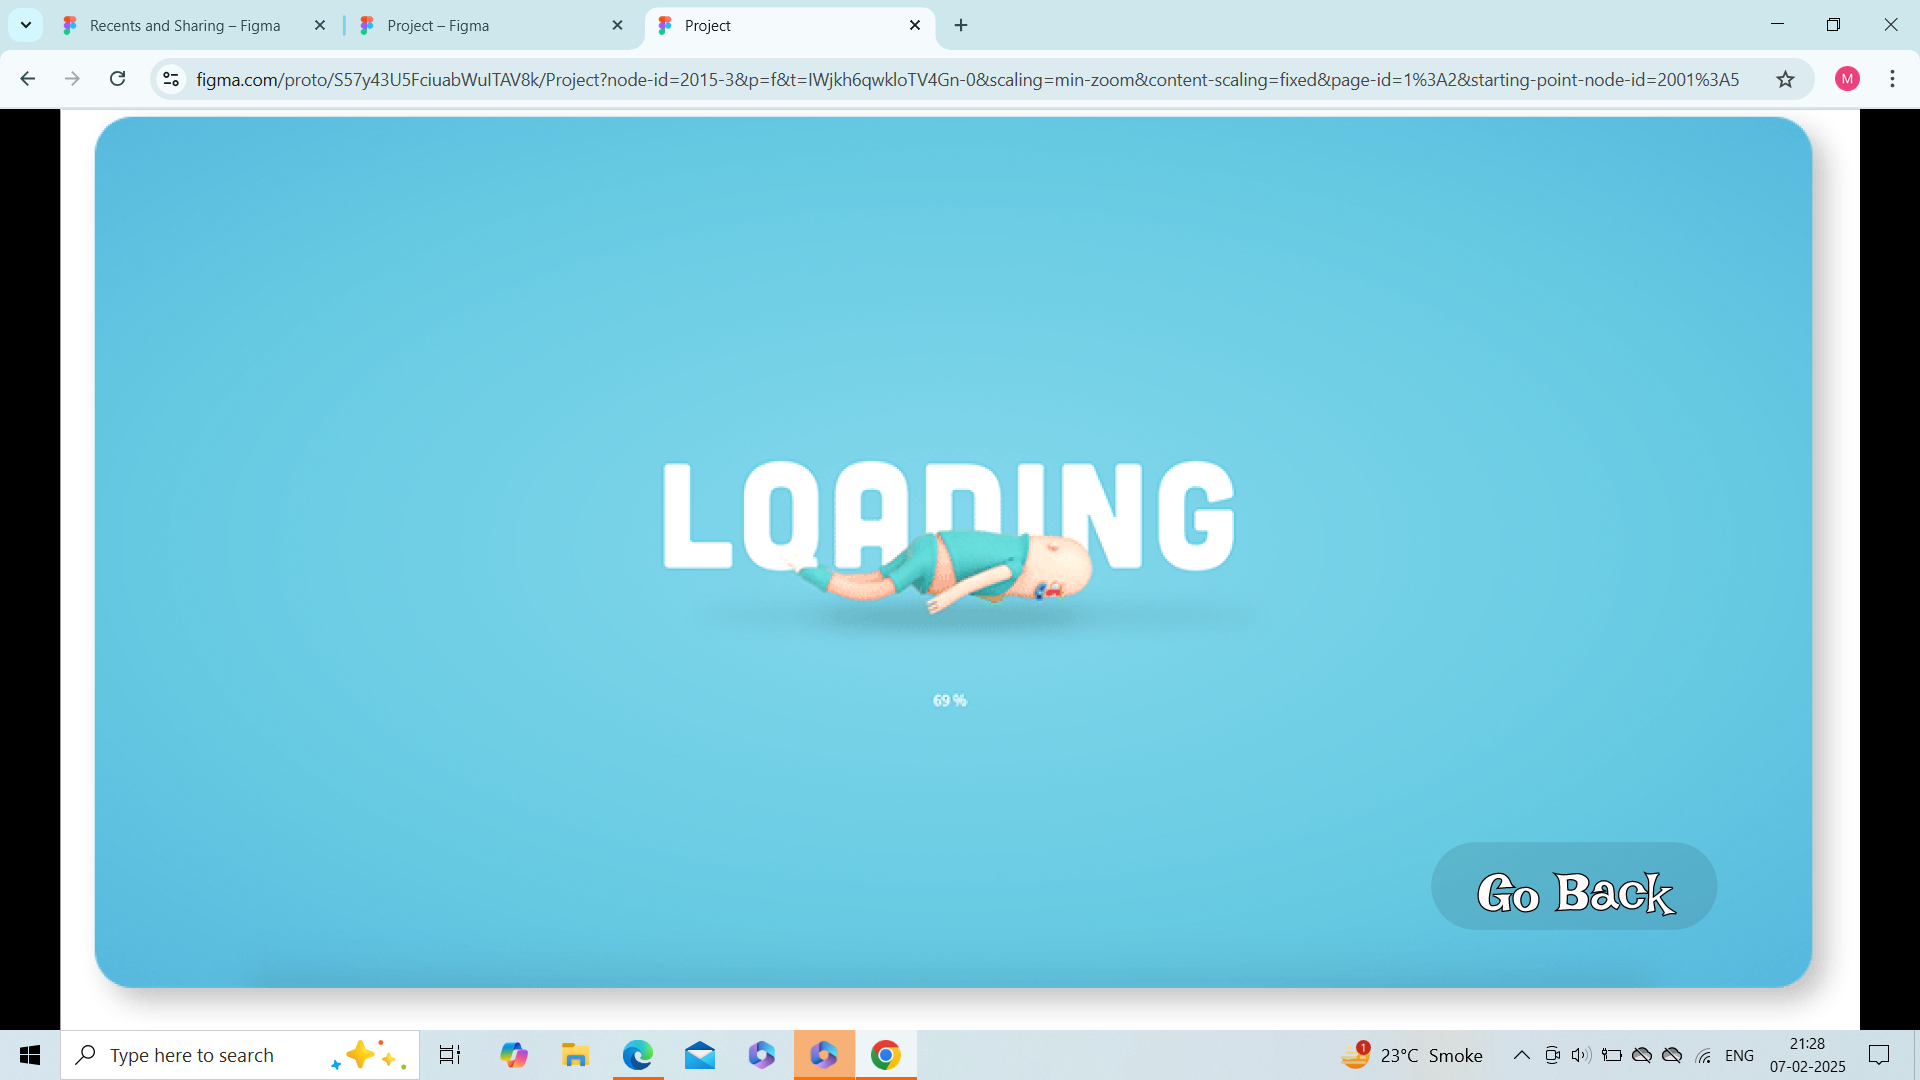 Recents and Sharing – Figma
Project – Figma
Project
figma.com/proto/S57y43U5FciuabWuITAV8k/Project?node-id=2015-3&p=f&t=IWjkh6qwkloTV4Gn-0&scaling=min-zoom&content-scaling=fixed&page-id=1%3A2&starting-point-node-id=2001%3A5
M
LOADING
69 %
Go Back
Type here to search
1
23°C Smoke
ENG
21:28
07-02-2025